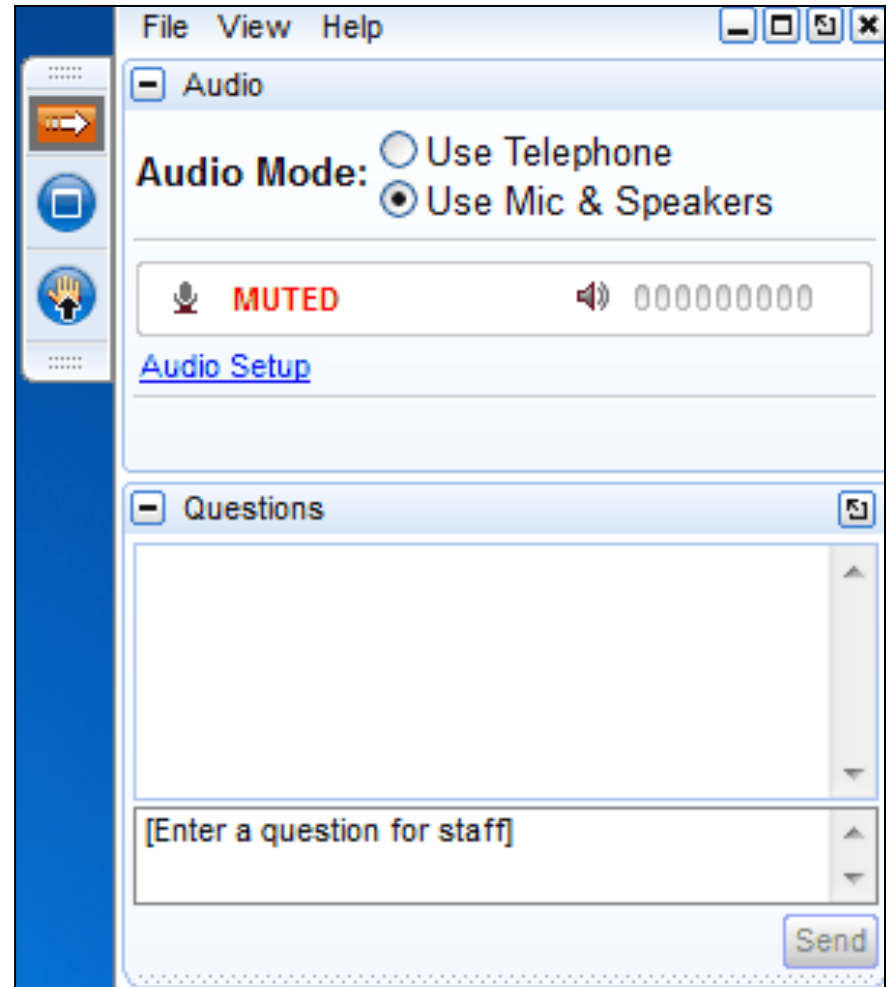 File View Help
Audio
Audio Mode:
Use Telephone
Use Mic & Speakers
MUTED
Audio Setup
Questions
[Enter a question for staff]
Send